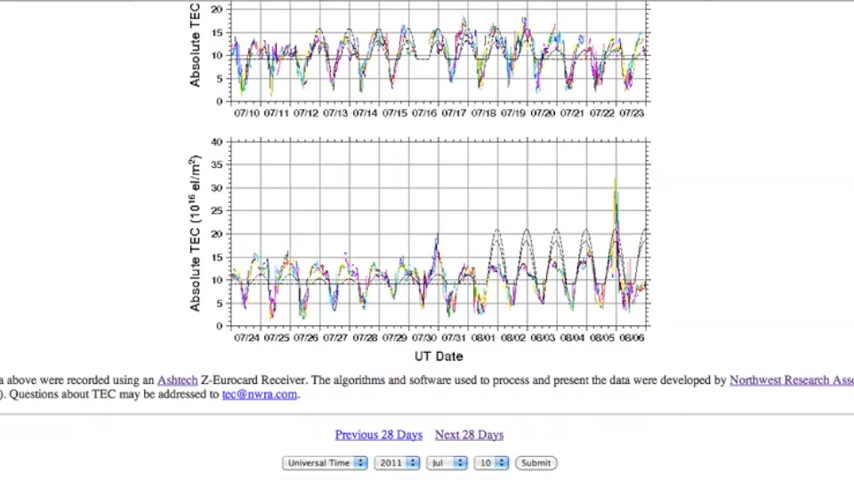 20
15
10
5
0
Absolute TEC
07/10 07/11 07/12 07/13 07/14 07/15 07/16 07/17 07/18 07/19 07/20 07/21 07/22 07/23
40
35
30
25
20
15
10
5
0
Absolute TEC (10¹⁶ el/m²)
07/24 07/25 07/26 07/27 07/28 07/29 07/30 07/31 08/01 08/02 08/03 08/04 08/05 08/06
UT Date
a above were recorded using an Ashtech Z-Eurocard Receiver. The algorithms and software used to process and present the data were developed by Northwest Research Asso
). Questions about TEC may be addressed to tec@nwra.com.
Previous 28 Days Next 28 Days
Universal Time 2011 Jul 10 Submit